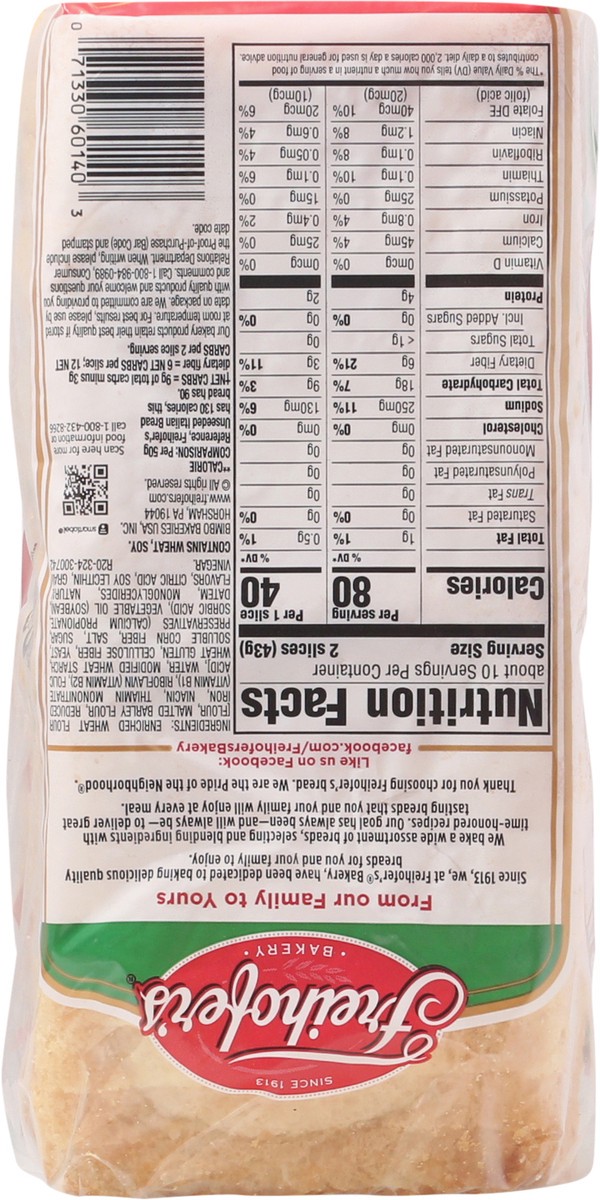 SINCE 1913
Freihofer's®
• BAKERY •
From our Family to Yours
Since 1913, we, at Freihofer's® Bakery, have been dedicated to baking delicious quality
breads for you and your family to enjoy.
We bake a wide assortment of breads, selecting and blending ingredients with
time-honored recipes. Our goal has always been—and will always be— to deliver great
tasting breads that you and your family will enjoy at every meal.
Thank you for choosing Freihofer's bread. We are the Pride of the Neighborhood®.
Like us on Facebook:
facebook.com/FreihofersBakery
Nutrition Facts
about 10 Servings Per Container
Serving Size 2 slices (43g)
Calories Per serving 80 Per 1 slice 40
% DV* % DV*
Total Fat 1g 1% 0.5g 1%
Saturated Fat 0g 0% 0g 0%
Trans Fat 0g 0g
Polyunsaturated Fat 0g 0g
Monounsaturated Fat 0g 0g
Cholesterol 0mg 0% 0mg 0%
Sodium 250mg 11% 130mg 6%
Total Carbohydrate 18g 7% 9g 3%
Dietary Fiber 6g 21% 3g 11%
Total Sugars < 1g 0g
Incl. Added Sugars 0g 0% 0g 0%
Protein 4g 2g
Vitamin D 0mcg 0% 0mcg 0%
Calcium 45mg 4% 25mg 0%
Iron 0.8mg 4% 0.4mg 2%
Potassium 25mg 0% 15mg 0%
Thiamin 0.1mg 10% 0.1mg 6%
Riboflavin 0.1mg 8% 0.05mg 4%
Niacin 1.2mg 8% 0.6mg 4%
Folate DFE 40mcg 10% 20mcg 6%
(folic acid) (20mcg) (10mcg)
*The % Daily Value (DV) tells you how much a nutrient in a serving of food
contributes to a daily diet. 2,000 calories a day is used for general nutrition advice.
INGREDIENTS: ENRICHED WHEAT FLOUR
(FLOUR, MALTED BARLEY FLOUR, REDUCED
IRON, NIACIN, THIAMIN MONONITRATE
(VITAMIN B1), RIBOFLAVIN (VITAMIN B2), FOLIC
ACID), WATER, MODIFIED WHEAT STARCH,
WHEAT GLUTEN, CELLULOSE FIBER, YEAST,
SOLUBLE CORN FIBER, SALT, SUGAR,
PRESERVATIVES (CALCIUM PROPIONATE,
SORBIC ACID), VEGETABLE OIL (SOYBEAN),
DATEM, MONOGLYCERIDES, NATURAL
FLAVORS, CITRIC ACID, SOY LECITHIN, GRAIN
VINEGAR. R20-324-300742
CONTAINS WHEAT, SOY.
BIMBO BAKERIES USA, INC.
HORSHAM, PA 19044
www.freihofers.com
© All rights reserved.
smartlabel®
Scan here for more
food information or
call 1-800-432-8266
**CALORIE
COMPARISON: Per 50g
Reference, Freihofer's
Unseeded Italian Bread
has 130 calories, this
bread has 90.
†NET CARBS = 9g of total carbs minus 3g
dietary fiber = 6 NET CARBS per slice; 12 NET
CARBS per 2 slice serving.
Our bakery products retain their best quality if stored
at room temperature. For best results, please use by
date on package. We are committed to providing you
with quality products and welcome your questions
and comments. Call 1-800-984-0989, Consumer
Relations Department. When writing, please include
the Proof-of-Purchase (Bar Code) and stamped
date code.
0 71330 60140 3